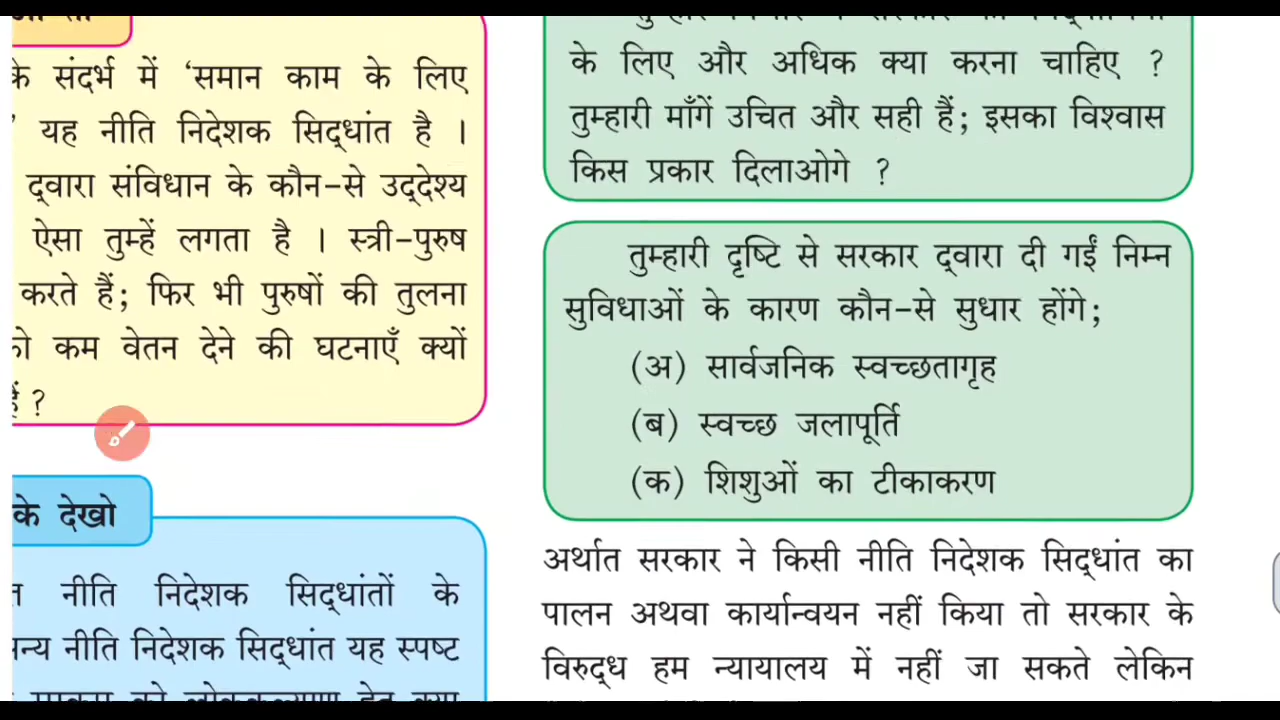 के संदर्भ में ‘समान काम के लिए
यह नीति निदेशक सिद्धांत है ।
द्वारा संविधान के कौन-से उद्देश्य
ऐसा तुम्हें लगता है । स्त्री-पुरुष
करते हैं; फिर भी पुरुषों की तुलना
को कम वेतन देने की घटनाएँ क्यों
हैं ?
के देखो
नीति निदेशक सिद्धांतों के
नीति निदेशक सिद्धांत यह स्पष्ट
के लिए और अधिक क्या करना चाहिए ?
तुम्हारी माँगें उचित और सही हैं; इसका विश्वास
किस प्रकार दिलाओगे ?
तुम्हारी दृष्टि से सरकार द्वारा दी गईं निम्न
सुविधाओं के कारण कौन-से सुधार होंगे;
(अ) सार्वजनिक स्वच्छतागृह
(ब) स्वच्छ जलापूर्ति
(क) शिशुओं का टीकाकरण
अर्थात सरकार ने किसी नीति निदेशक सिद्धांत का
पालन अथवा कार्यान्वयन नहीं किया तो सरकार के
विरुद्ध हम न्यायालय में नहीं जा सकते लेकिन